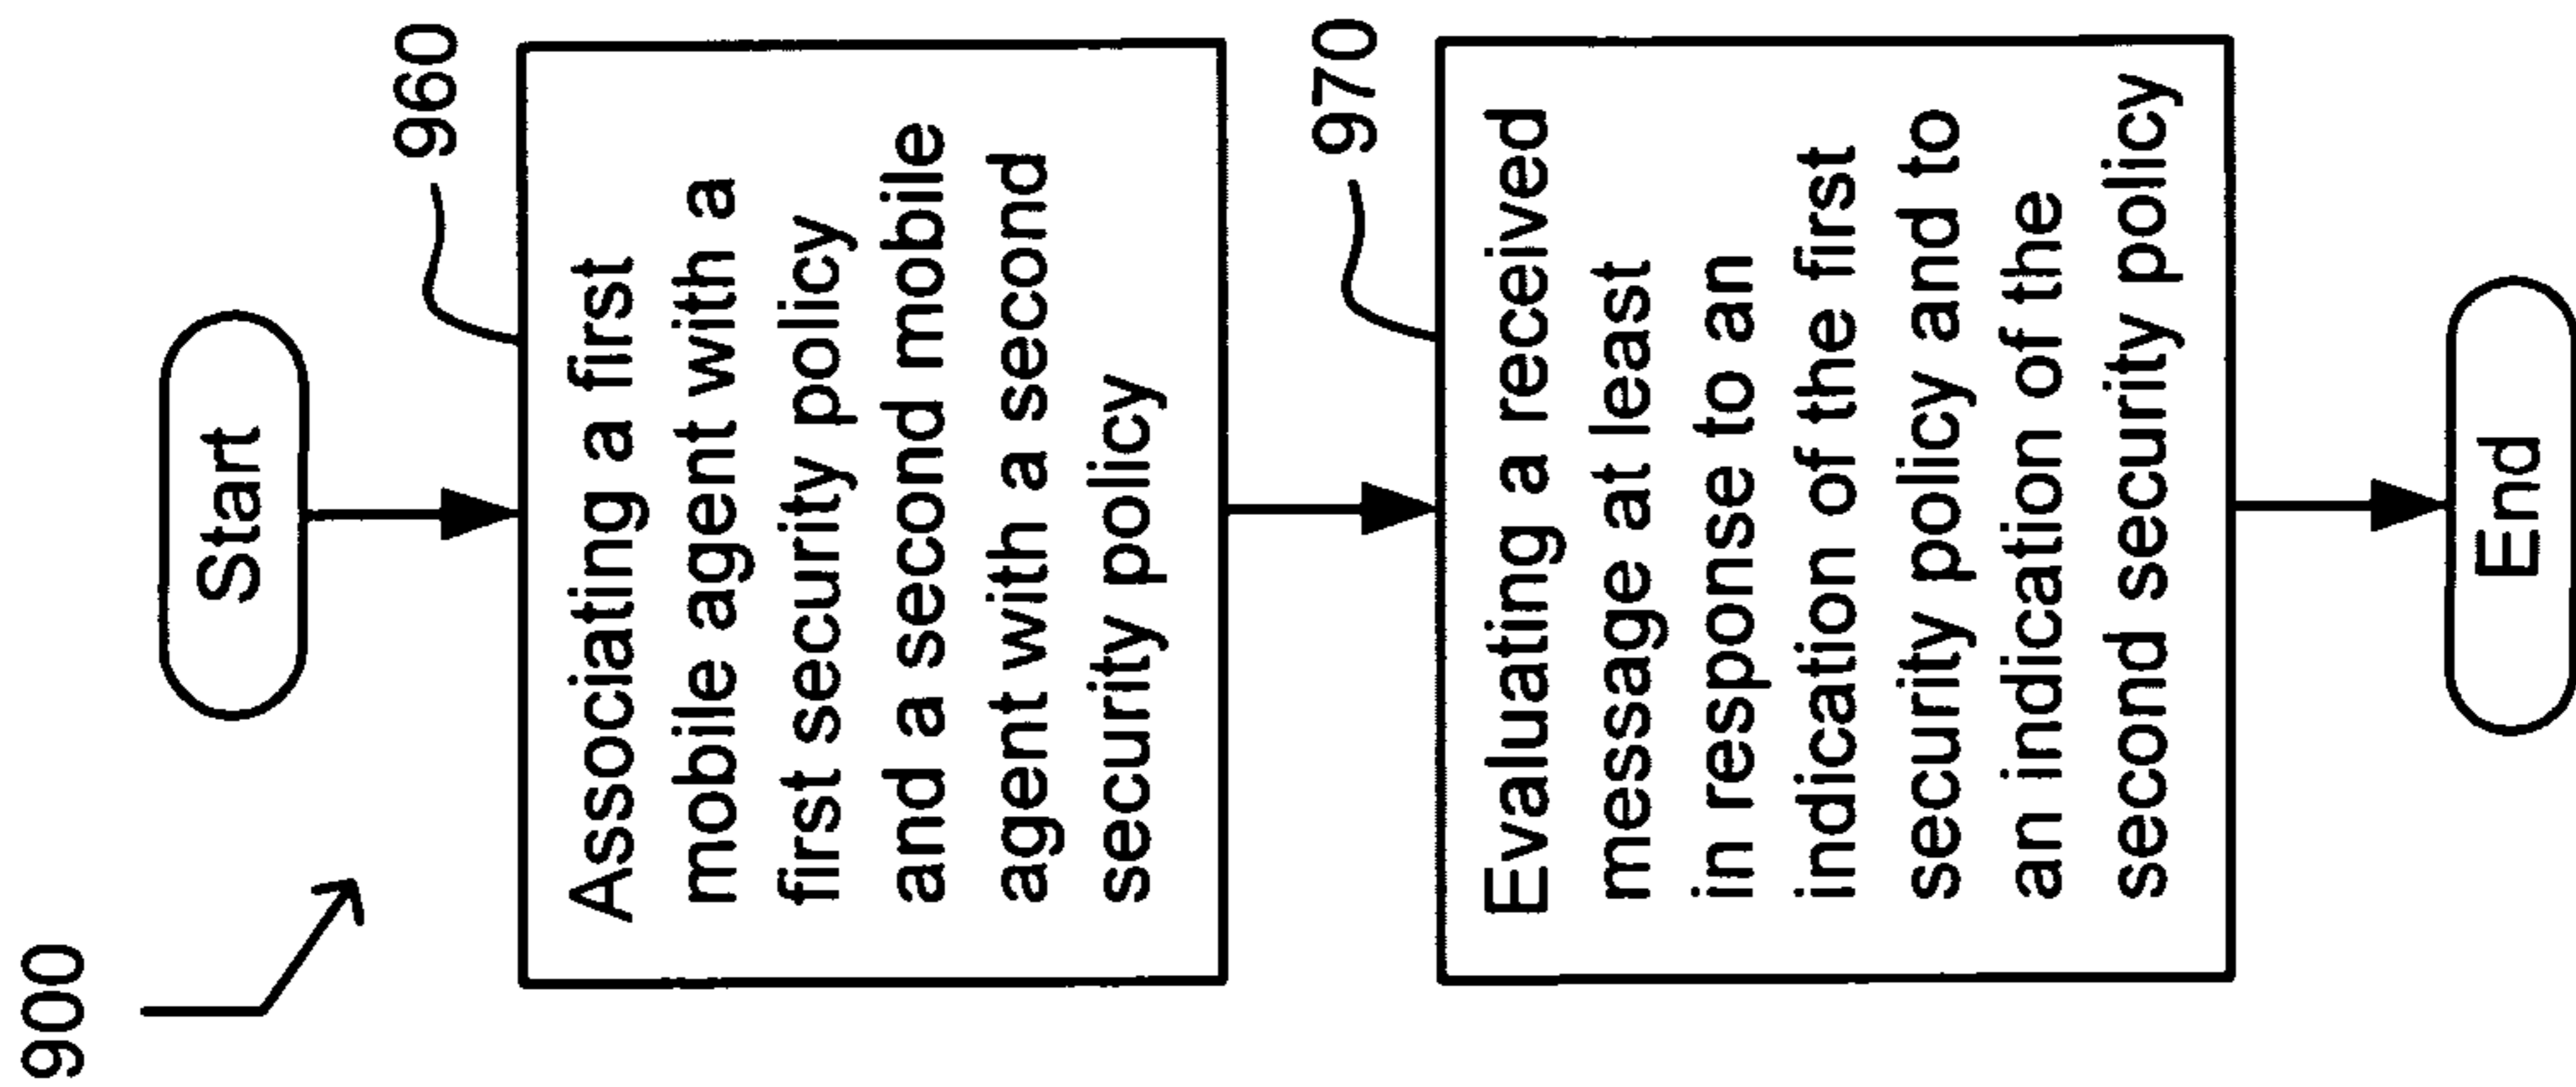 900
Start
960
Associating a first
mobile agent with a
first security policy
and a second mobile
agent with a second
security policy
970
Evaluating a received
message at least
in response to an
indication of the first
security policy and to
an indication of the
second security policy
End